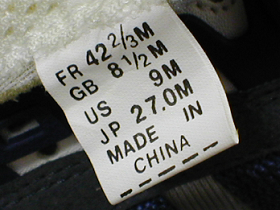 FR 42 2/3 M
GB 8 1/2 M
US 9M
JP 27.0M
MADE IN
CHINA